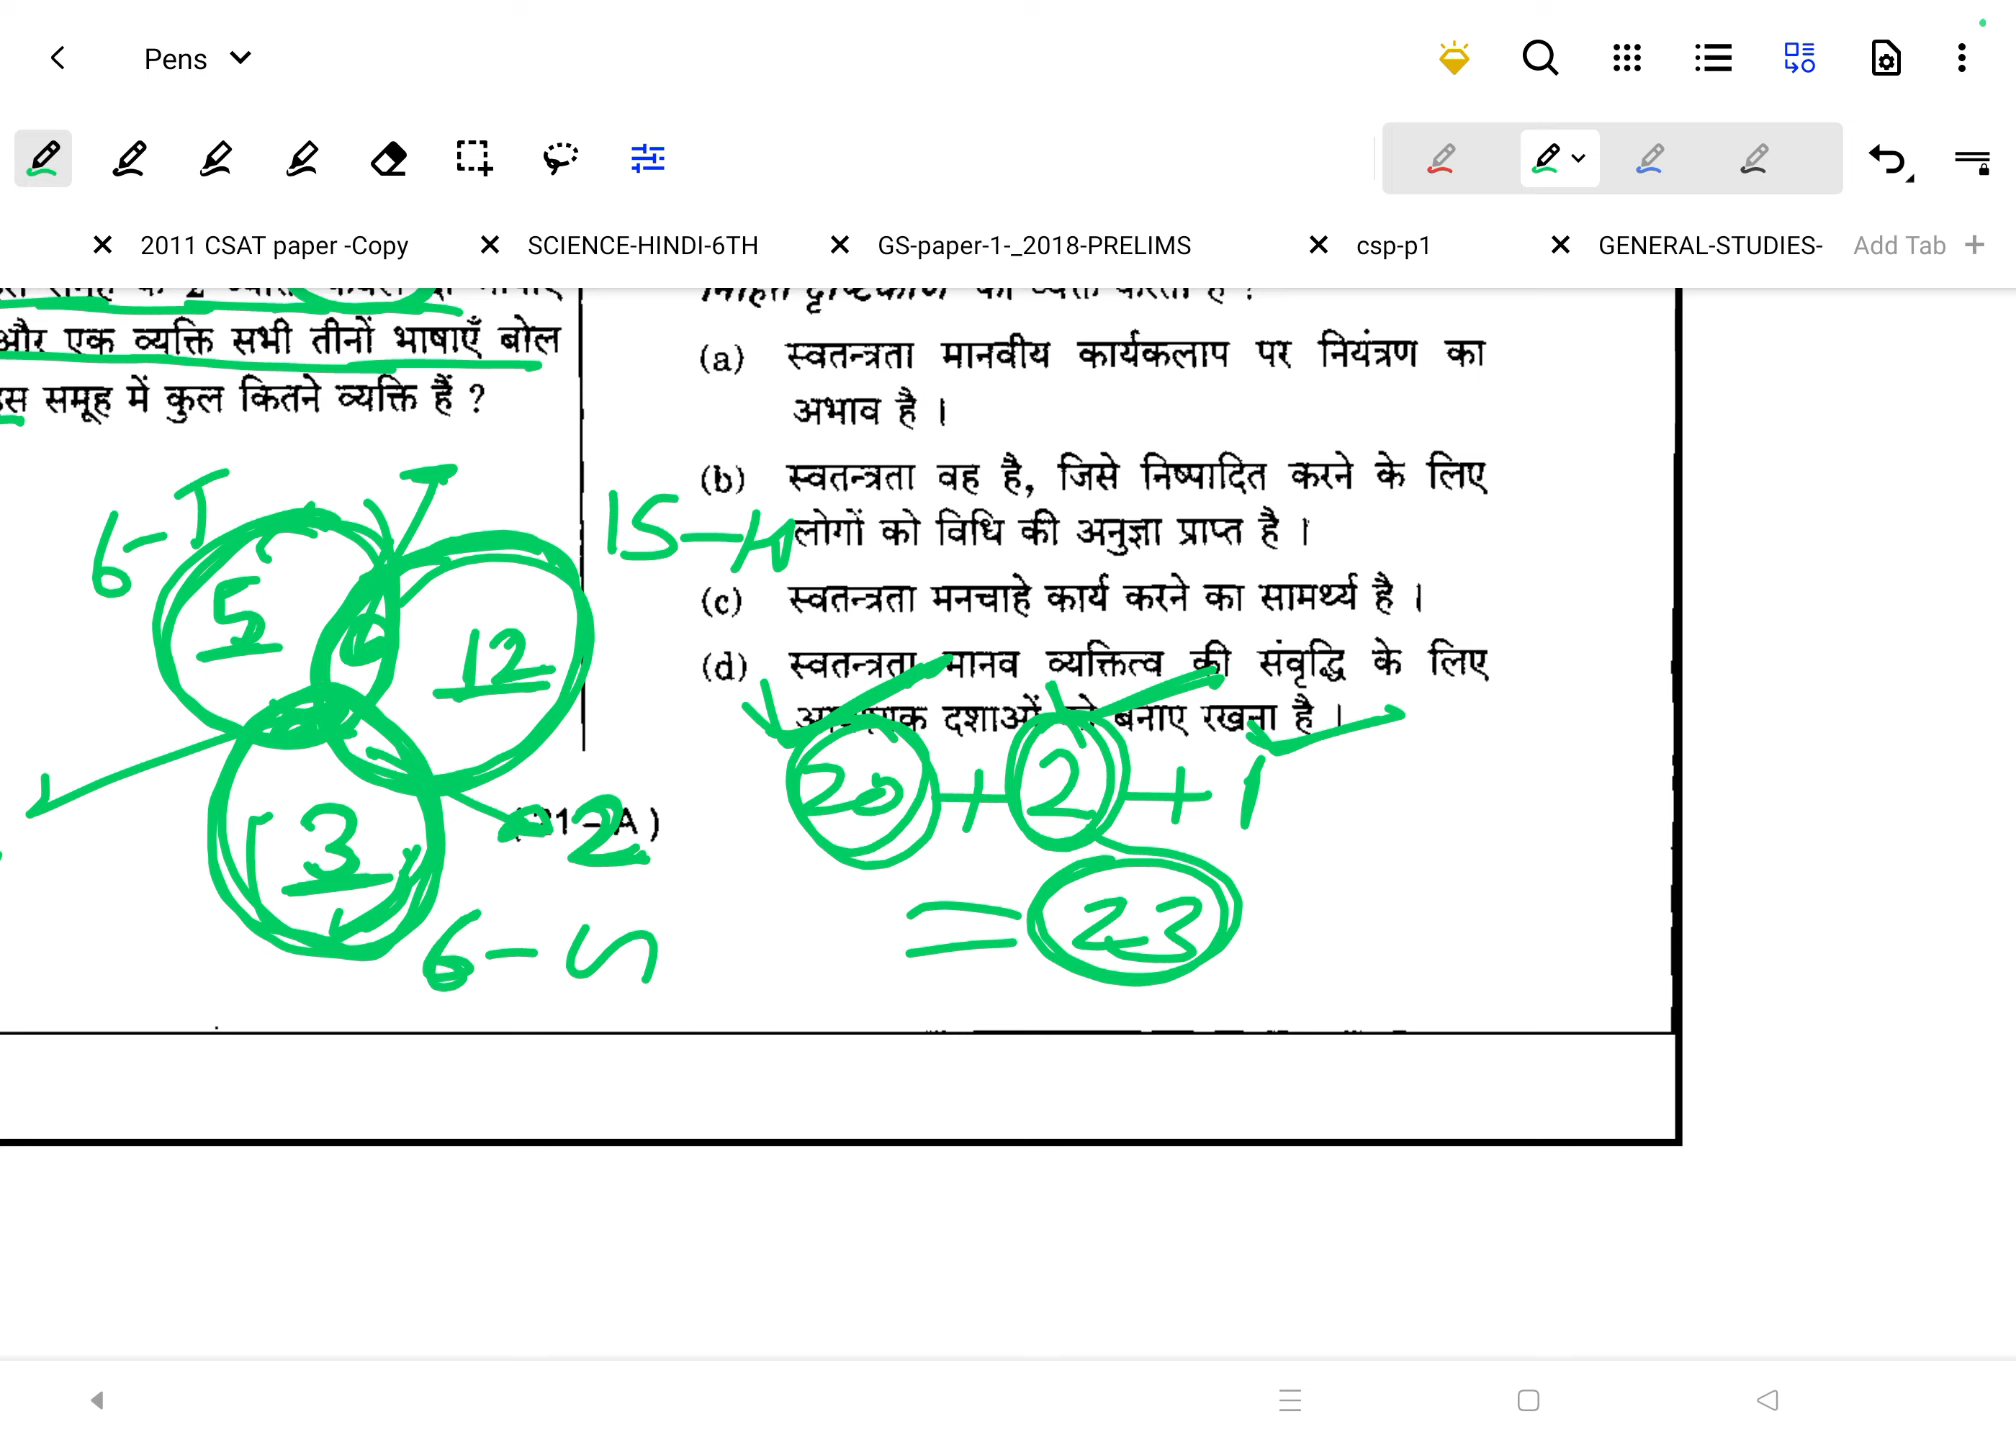 Pens
2011 CSAT paper -Copy
SCIENCE-HINDI-6TH
GS-paper-1-_2018-PRELIMS
csp-p1
GENERAL-STUDIES-
Add Tab +
और एक व्यक्ति सभी तीनों भाषाएँ बोल
समूह में कुल कितने व्यक्ति हैं ?
6-T
5
12
3
2
6-
15-H
(a) स्वतन्त्रता मानवीय कार्यकलाप पर नियंत्रण का
अभाव है ।
(b) स्वतन्त्रता वह है, जिसे निष्पादित करने के लिए
लोगों को विधि की अनुज्ञा प्राप्त है ।
(c) स्वतन्त्रता मनचाहे कार्य करने का सामर्थ्य है ।
(d) स्वतन्त्रता मानव व्यक्तित्व की संवृद्धि के लिए
दशाओं बनाए रखना है ।
20+2+1
=23